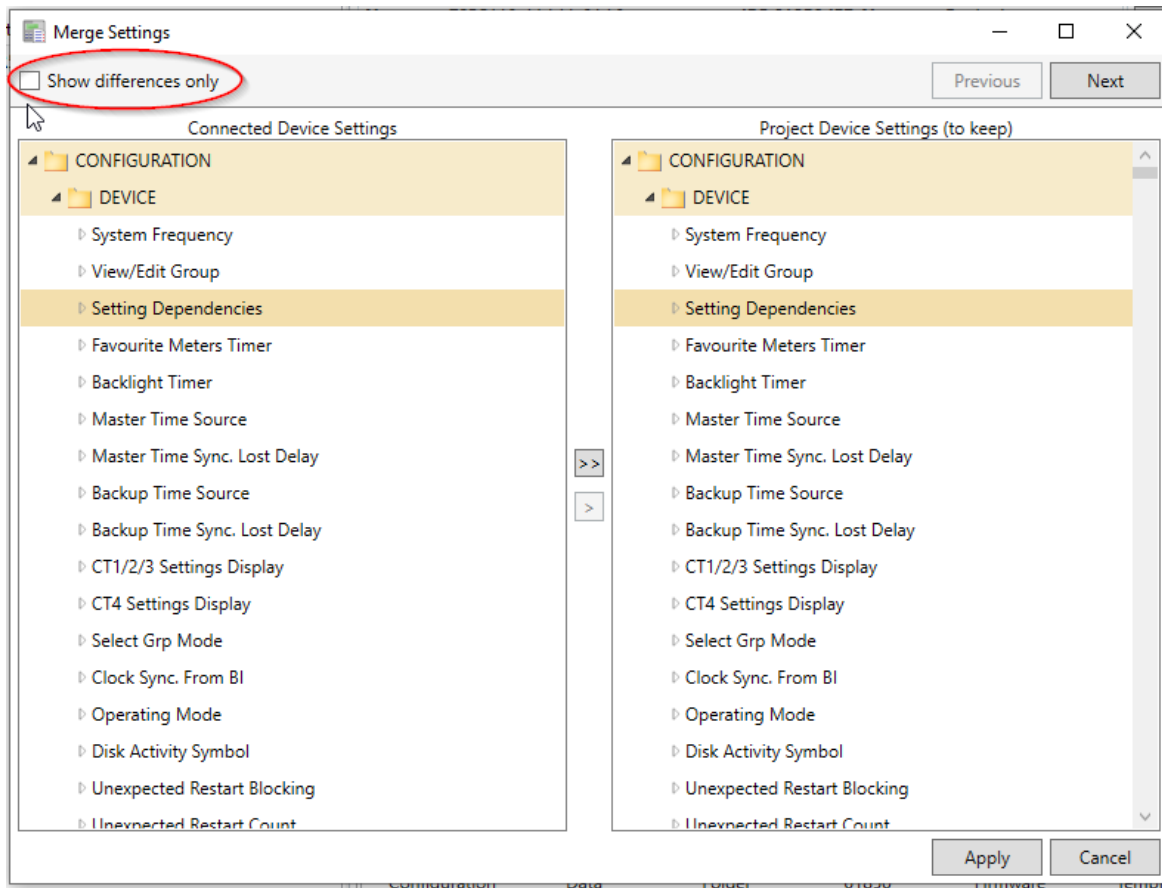 Merge Settings
Show differences only
Previous
Next
Connected Device Settings
Project Device Settings (to keep)
CONFIGURATION
DEVICE
System Frequency
View/Edit Group
Setting Dependencies
Favourite Meters Timer
Backlight Timer
Master Time Source
Master Time Sync. Lost Delay
Backup Time Source
Backup Time Sync. Lost Delay
CT1/2/3 Settings Display
CT4 Settings Display
Select Grp Mode
Clock Sync. From BI
Operating Mode
Disk Activity Symbol
Unexpected Restart Blocking
Unexpected Restart Count
>>
>
CONFIGURATION
DEVICE
System Frequency
View/Edit Group
Setting Dependencies
Favourite Meters Timer
Backlight Timer
Master Time Source
Master Time Sync. Lost Delay
Backup Time Source
Backup Time Sync. Lost Delay
CT1/2/3 Settings Display
CT4 Settings Display
Select Grp Mode
Clock Sync. From BI
Operating Mode
Disk Activity Symbol
Unexpected Restart Blocking
Unexpected Restart Count
Apply
Cancel